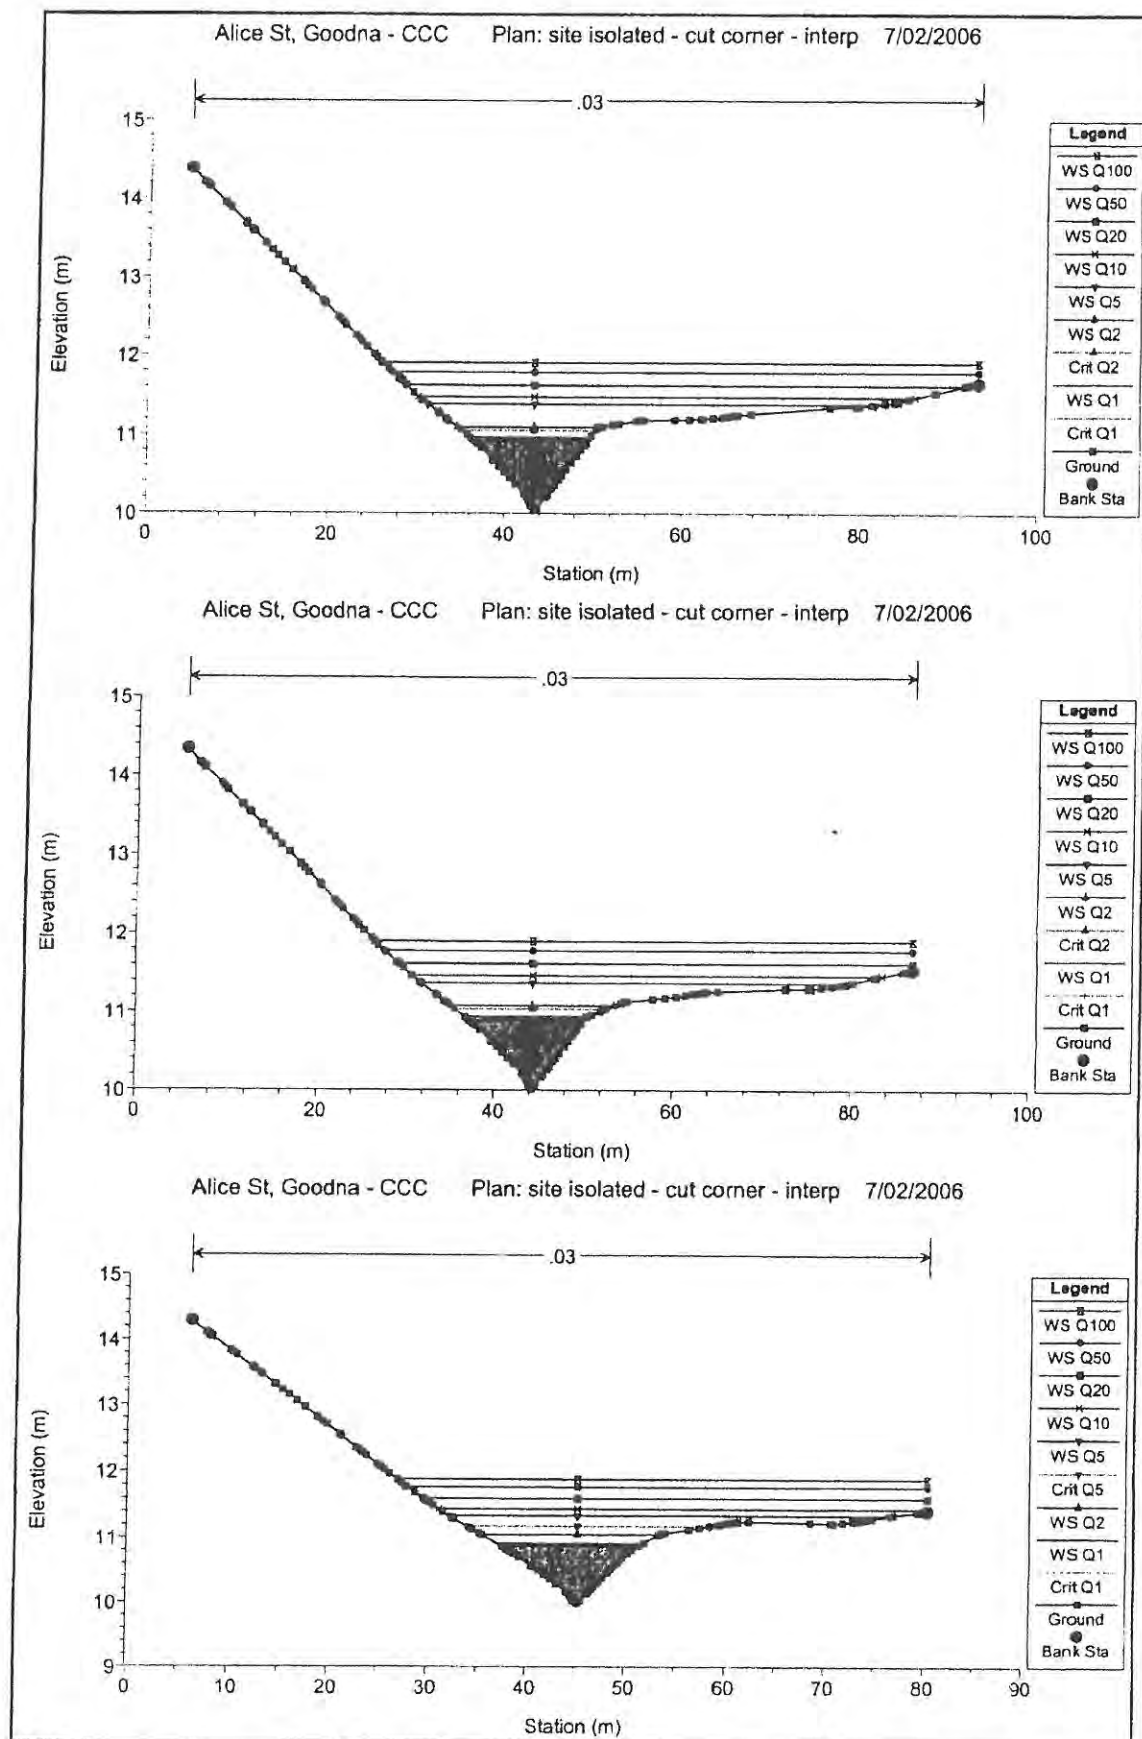 Alice St, Goodna - CCC Plan: site isolated - cut corner - interp 7/02/2006
.03
15
14
13
12
11
10
Elevation (m)
0 20 40 60 80 100
Station (m)
Legend
WS Q100
WS Q50
WS Q20
WS Q10
WS Q5
WS Q2
Crit Q2
WS Q1
Crit Q1
Ground
Bank Sta
Alice St, Goodna - CCC Plan: site isolated - cut corner - interp 7/02/2006
.03
15
14
13
12
11
10
Elevation (m)
0 20 40 60 80 100
Station (m)
Legend
WS Q100
WS Q50
WS Q20
WS Q10
WS Q5
WS Q2
Crit Q2
WS Q1
Crit Q1
Ground
Bank Sta
Alice St, Goodna - CCC Plan: site isolated - cut corner - interp 7/02/2006
.03
15
14
13
12
11
10
9
Elevation (m)
0 10 20 30 40 50 60 70 80 90
Station (m)
Legend
WS Q100
WS Q50
WS Q20
WS Q10
WS Q5
Crit Q5
WS Q2
WS Q1
Crit Q1
Ground
Bank Sta